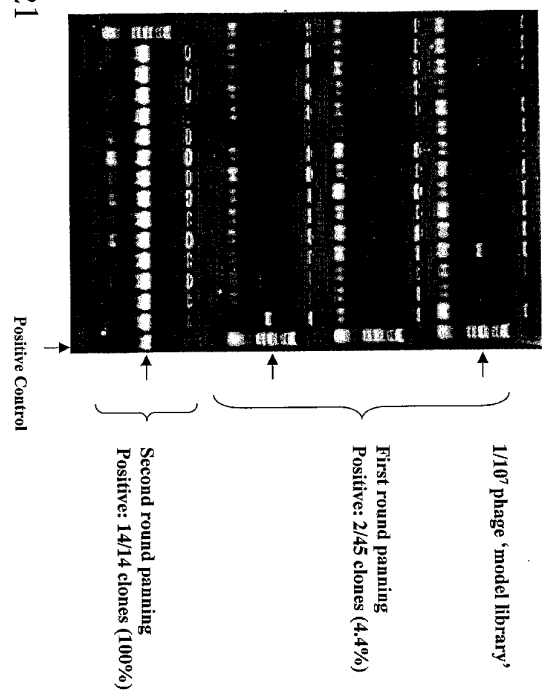 1/10⁷ phage ‘model library’
First round panning
Positive: 2/45 clones (4.4%)
Second round panning
Positive: 14/14 clones (100%)
Positive Control
21